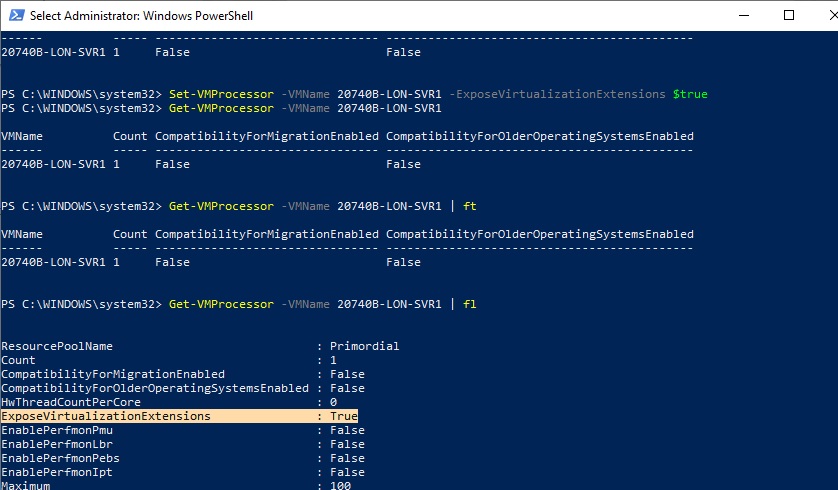 Select Administrator: Windows PowerShell
------ ----- -------------------------------- --------------------------------------------
20740B-LON-SVR1 1     False                            False
PS C:\WINDOWS\system32> Set-VMProcessor -VMName 20740B-LON-SVR1 -ExposeVirtualizationExtensions $true
PS C:\WINDOWS\system32> Get-VMProcessor -VMName 20740B-LON-SVR1
VMName          Count CompatibilityForMigrationEnabled CompatibilityForOlderOperatingSystemsEnabled
------          ----- -------------------------------- --------------------------------------------
20740B-LON-SVR1 1     False                            False
PS C:\WINDOWS\system32> Get-VMProcessor -VMName 20740B-LON-SVR1 | ft
VMName          Count CompatibilityForMigrationEnabled CompatibilityForOlderOperatingSystemsEnabled
------          ----- -------------------------------- --------------------------------------------
20740B-LON-SVR1 1     False                            False
PS C:\WINDOWS\system32> Get-VMProcessor -VMName 20740B-LON-SVR1 | fl
ResourcePoolName                             : Primordial
Count                                        : 1
CompatibilityForMigrationEnabled             : False
CompatibilityForOlderOperatingSystemsEnabled : False
HwThreadCountPerCore                         : 0
ExposeVirtualizationExtensions               : True
EnablePerfmonPmu                             : False
EnablePerfmonLbr                             : False
EnablePerfmonPebs                            : False
EnablePerfmonIpt                             : False
Maximum                                      : 100